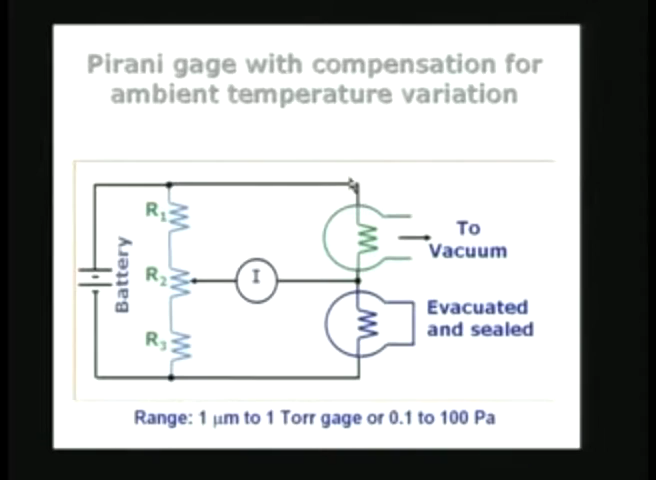 Pirani gage with compensation for
ambient temperature variation
R1
R2
R3
Battery
I
To
Vacuum
Evacuated
and sealed
Range: 1 μm to 1 Torr gage or 0.1 to 100 Pa